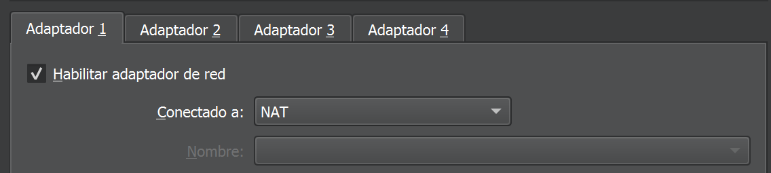 Adaptador 1 Adaptador 2 Adaptador 3 Adaptador 4
Habilitar adaptador de red
Conectado a: NAT
Nombre: